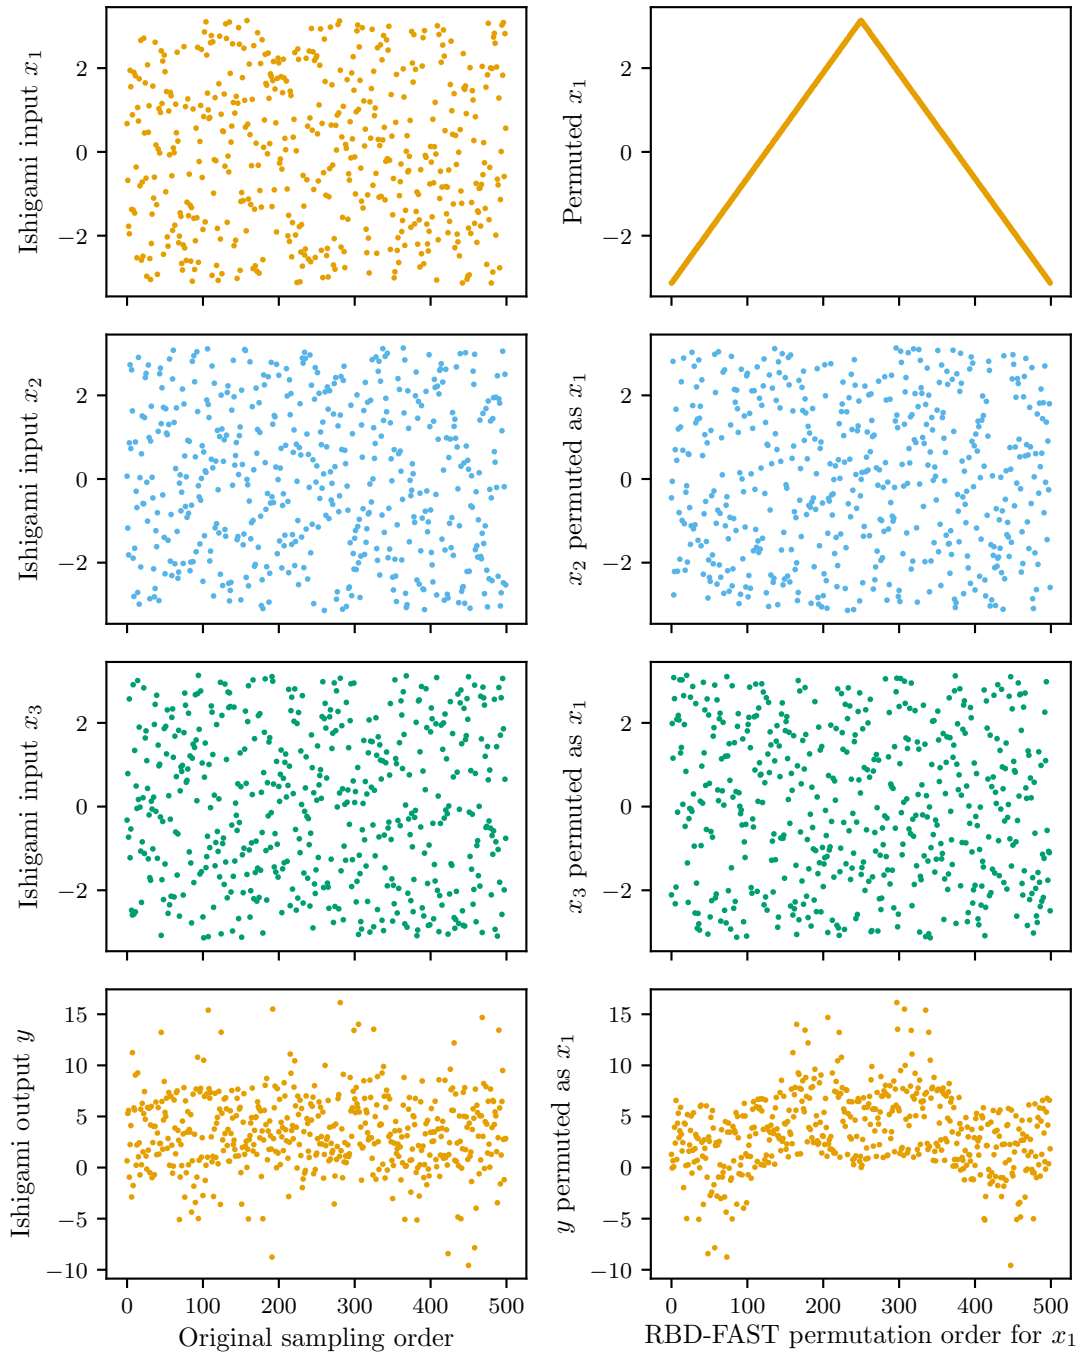 Ishigami input x₁
2
0
−2
Permuted x₁
2
0
−2
Ishigami input x₂
2
0
−2
x₂ permuted as x₁
2
0
−2
Ishigami input x₃
2
0
−2
x₃ permuted as x₁
2
0
−2
Ishigami output y
15
10
5
0
−5
−10
0 100 200 300 400 500
Original sampling order
y permuted as x₁
15
10
5
0
−5
−10
0 100 200 300 400 500
RBD-FAST permutation order for x₁